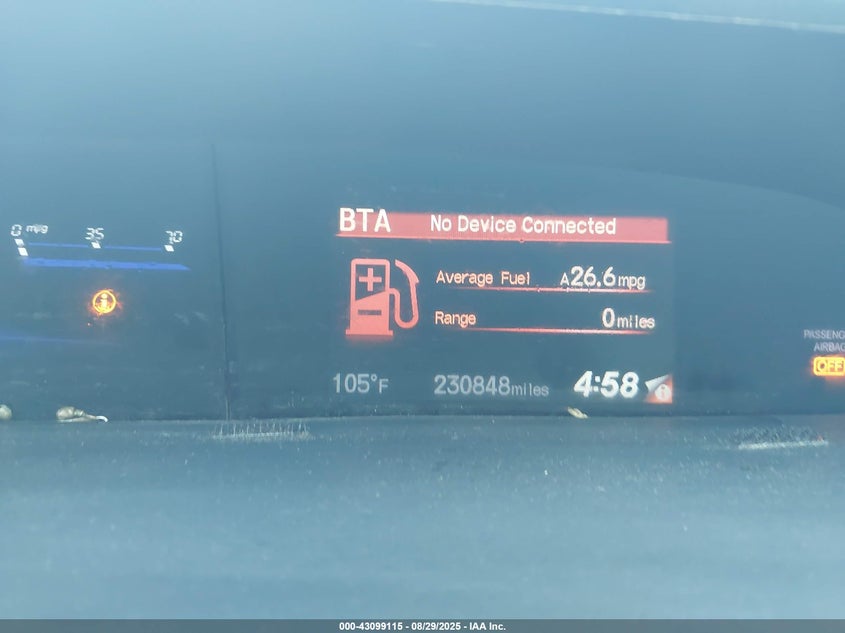 0 mpg 35 70
BTA No Device Connected
Average Fuel A26.6mpg
Range 0miles
PASSENG
AIRBAG
OFF
105°F 230848miles 4:58
000-43099115 - 08/29/2025 - IAA Inc.